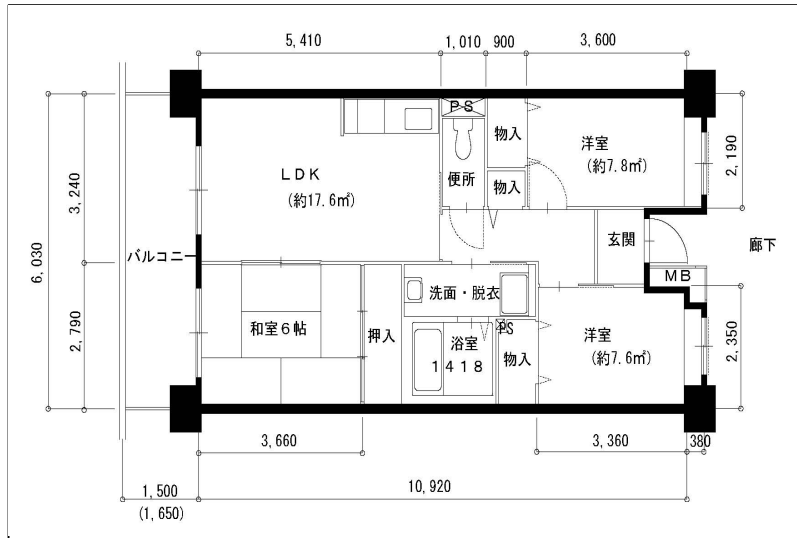 5,410
1,010
900
3,600
PS
物入
洋室
(約7.8㎡)
2,190
LDK
(約17.6㎡)
便所
物入
3,240
6,030
玄関
廊下
バルコニー
MB
洗面・脱衣
2,790
和室6帖
押入
浴室
1418
PS
物入
洋室
(約7.6㎡)
2,350
3,660
3,360
380
1,500
(1,650)
10,920